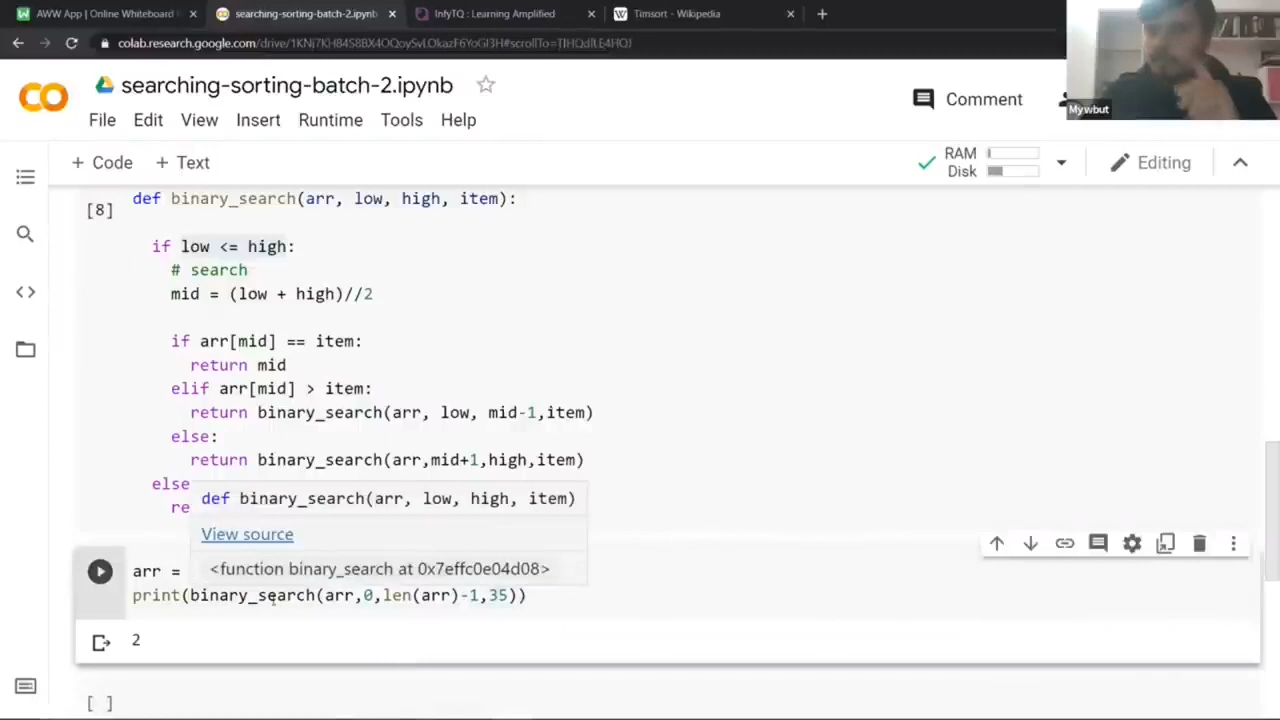 AWW App | Online Whiteboard
searching-sorting-batch-2.ipynb
InfyTQ : Learning Amplified
Timsort - Wikipedia
searching-sorting-batch-2.ipynb
Comment
Mywbut
File Edit View Insert Runtime Tools Help
+ Code + Text
RAM
Disk
Editing
[8]
def binary_search(arr, low, high, item):
if low <= high:
# search
mid = (low + high)//2
if arr[mid] == item:
return mid
elif arr[mid] > item:
return binary_search(arr, low, mid-1,item)
else:
return binary_search(arr,mid+1,high,item)
else
re
def binary_search(arr, low, high, item)
View source
<function binary_search at 0x7effc0e04d08>
arr =
print(binary_search(arr,0,len(arr)-1,35))
2
[ ]